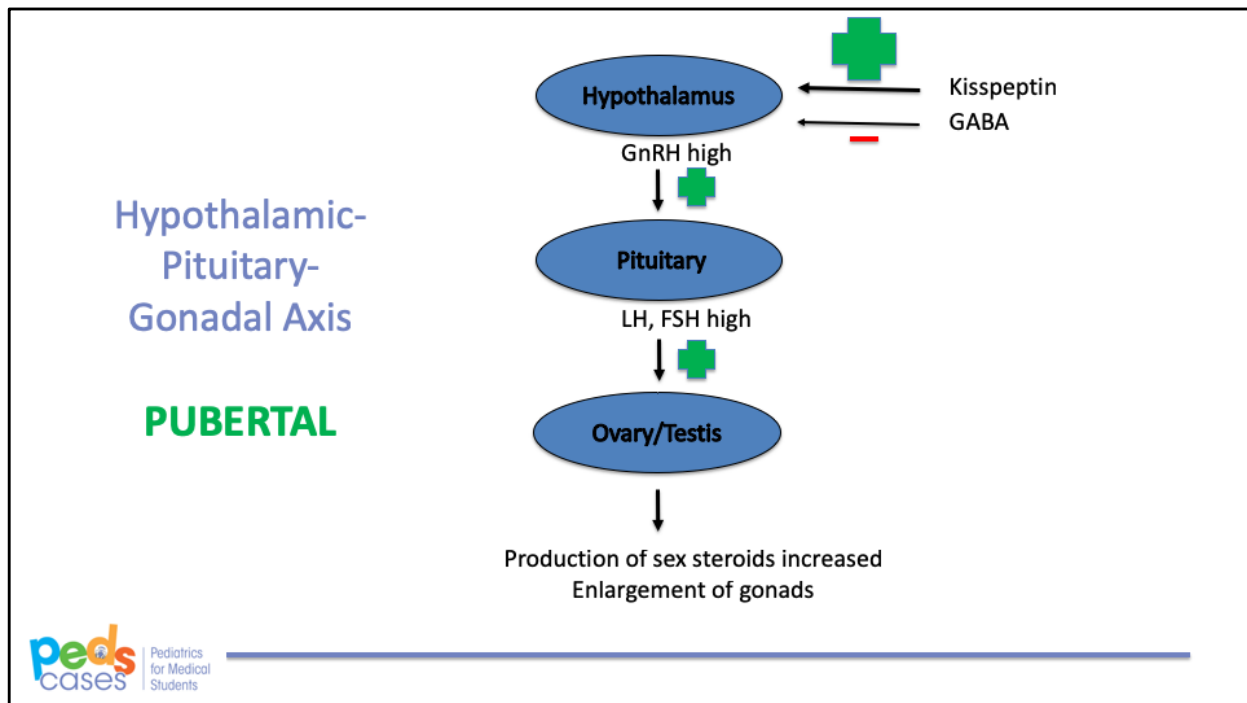 Hypothalamus
Kisspeptin
GABA
GnRH high
Hypothalamic-
Pituitary-
Gonadal Axis
Pituitary
LH, FSH high
PUBERTAL
Ovary/Testis
Production of sex steroids increased
Enlargement of gonads
peds
cases
Pediatrics
for Medical
Students